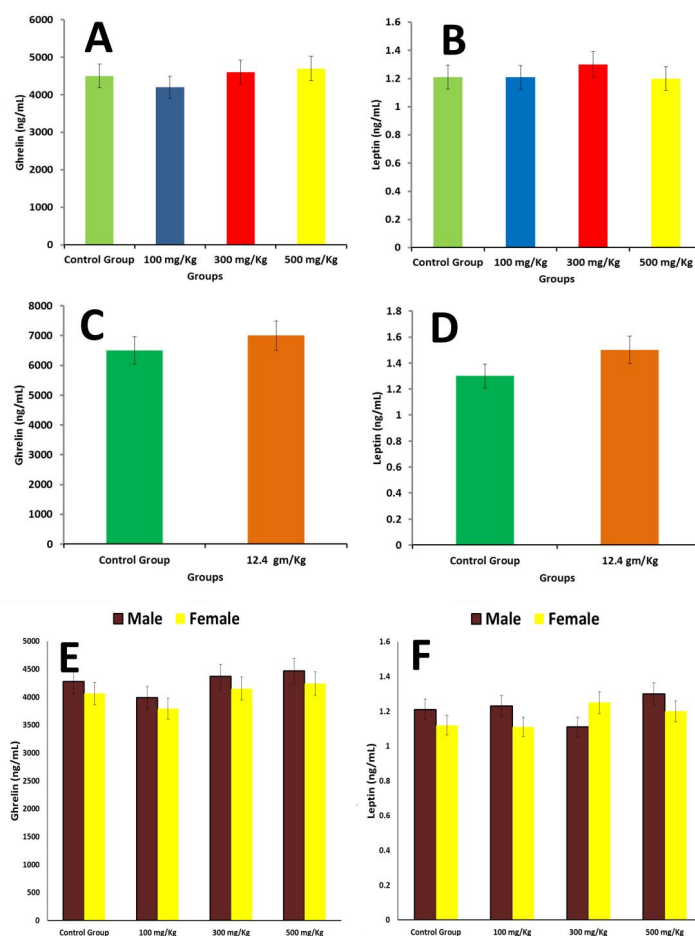 A
6000
5000
4000
3000
2000
1000
0
Ghrelin (ng/mL)
Control Group 100 mg/Kg 300 mg/Kg 500 mg/Kg
Groups
B
1.6
1.4
1.2
1
0.8
0.6
0.4
0.2
0
Leptin (ng/mL)
Control Group 100 mg/Kg 300 mg/Kg 500 mg/Kg
Groups
C
8000
7000
6000
5000
4000
3000
2000
1000
0
Ghrelin (ng/mL)
Control Group 12.4 gm/Kg
Groups
D
1.8
1.6
1.4
1.2
1
0.8
0.6
0.4
0.2
0
Leptin (ng/mL)
Control Group 12.4 gm/Kg
Groups
Male Female
E
5000
4500
4000
3500
3000
2500
2000
1500
1000
500
0
Ghrelin (ng/mL)
Control Group 100 mg/Kg 300 mg/Kg 500 mg/Kg
Male Female
F
1.6
1.4
1.2
1
0.8
0.6
0.4
0.2
0
Leptin (ng/mL)
Control Group 100 mg/Kg 300 mg/Kg 500 mg/Kg